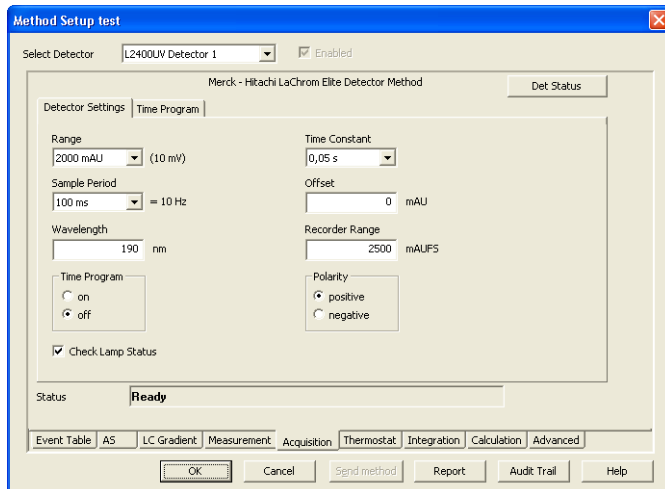 Method Setup test
Select Detector L2400UV Detector 1 Enabled
Merck - Hitachi LaChrom Elite Detector Method Det Status
Detector Settings Time Program
Range Time Constant
2000 mAU (10 mV) 0,05 s
Sample Period Offset
100 ms = 10 Hz 0 mAU
Wavelength Recorder Range
190 nm 2500 mAUFS
Time Program Polarity
on positive
off negative
Check Lamp Status
Status Ready
Event Table AS LC Gradient Measurement Acquisition Thermostat Integration Calculation Advanced
OK Cancel Send method Report Audit Trail Help